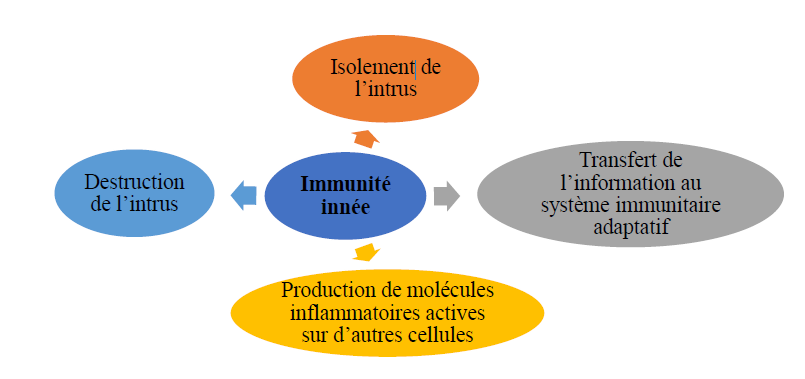 Isolement de
l'intrus
Destruction
de l'intrus
Immunité
innée
Transfert de
l'information au
système immunitaire
adaptatif
Production de molécules
inflammatoires actives
sur d'autres cellules